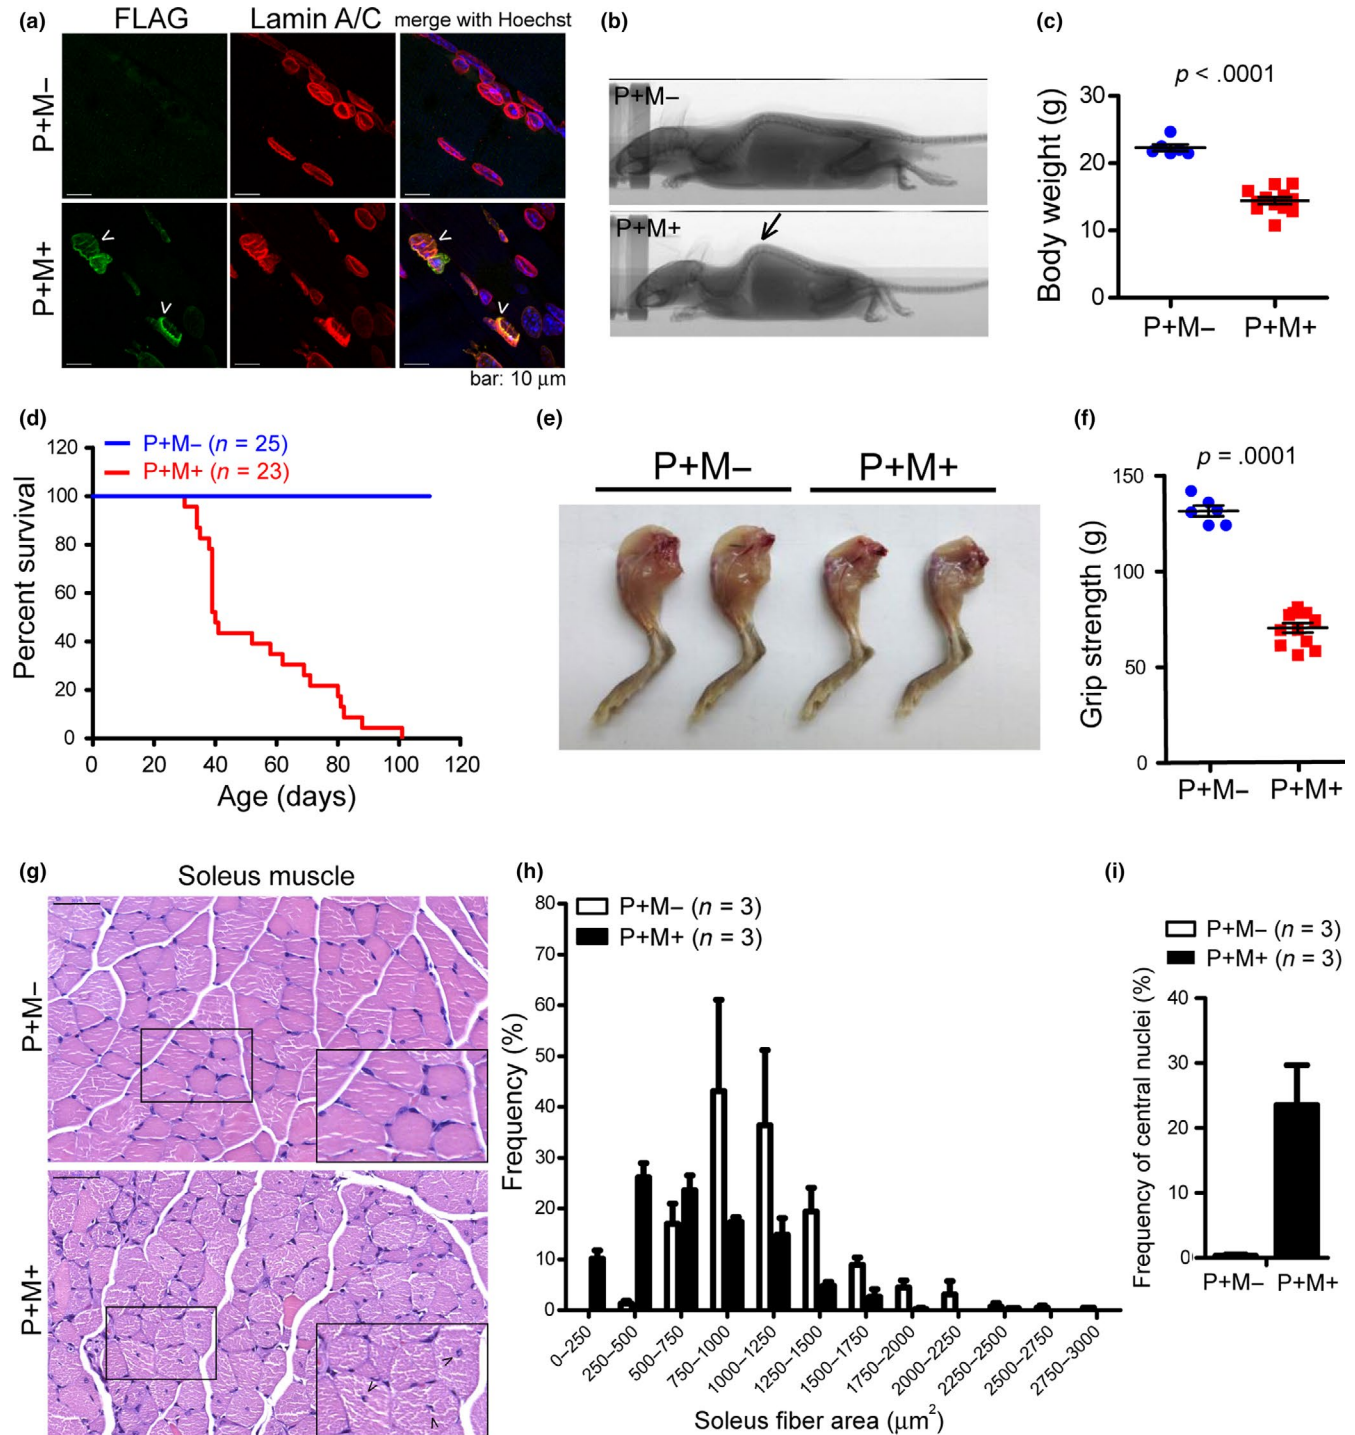 (a)
FLAG
Lamin A/C
merge with Hoechst
P+M–
P+M+
bar: 10 μm
(b)
P+M–
P+M+
(c)
p < .0001
Body weight (g)
30
20
10
0
P+M–
P+M+
(d)
P+M– (n = 25)
P+M+ (n = 23)
Percent survival
120
100
80
60
40
20
0
0 20 40 60 80 100 120
Age (days)
(e)
P+M–
P+M+
(f)
p = .0001
Grip strength (g)
150
100
50
0
P+M–
P+M+
(g)
Soleus muscle
P+M–
P+M+
(h)
P+M– (n = 3)
P+M+ (n = 3)
Frequency (%)
80
70
60
50
40
30
20
10
0
0–250
250–500
500–750
750–1000
1000–1250
1250–1500
1500–1750
1750–2000
2000–2250
2250–2500
2500–2750
2750–3000
Soleus fiber area (μm²)
(i)
P+M– (n = 3)
P+M+ (n = 3)
Frequency of central nuclei (%)
40
30
20
10
0
P+M–
P+M+